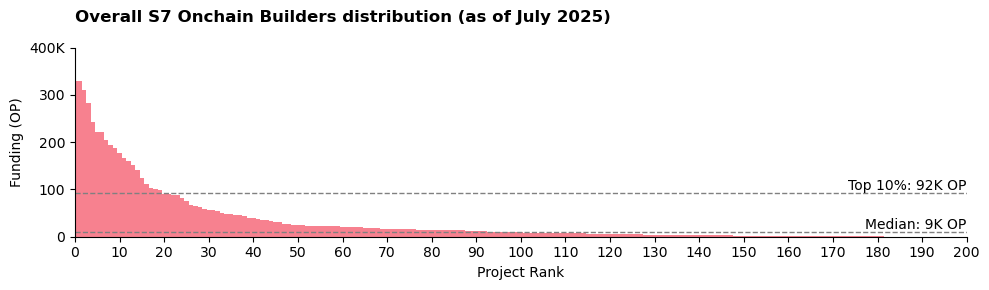 Overall S7 Onchain Builders distribution (as of July 2025)
400K
300
200
100
0
Funding (OP)
Top 10%: 92K OP
Median: 9K OP
0 10 20 30 40 50 60 70 80 90 100 110 120 130 140 150 160 170 180 190 200
Project Rank